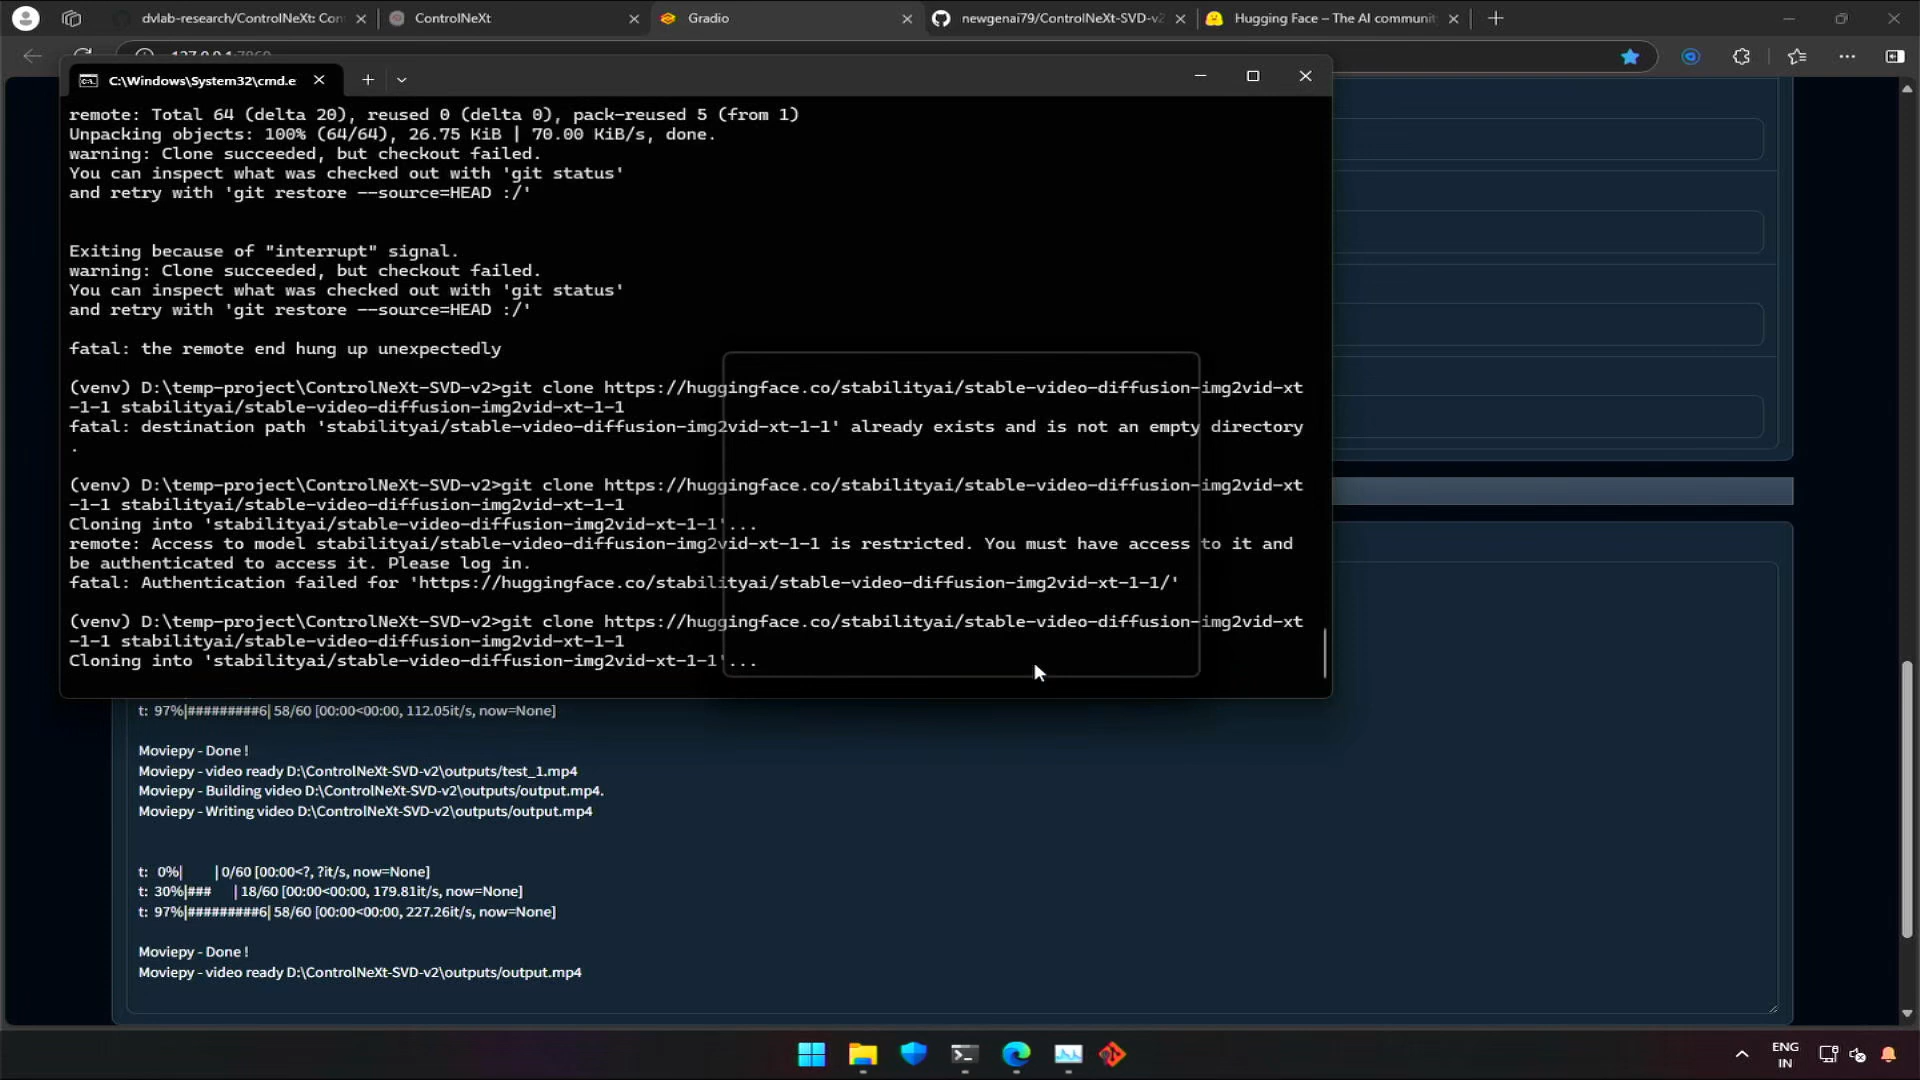 dvlab-research/ControlNeXt: Con
ControlNeXt
Gradio
newgenai79/ControlNeXt-SVD-v2
Hugging Face – The AI communit
C:\Windows\System32\cmd.e
remote: Total 64 (delta 20), reused 0 (delta 0), pack-reused 5 (from 1)
Unpacking objects: 100% (64/64), 26.75 KiB | 70.00 KiB/s, done.
warning: Clone succeeded, but checkout failed.
You can inspect what was checked out with 'git status'
and retry with 'git restore --source=HEAD :/'
Exiting because of "interrupt" signal.
warning: Clone succeeded, but checkout failed.
You can inspect what was checked out with 'git status'
and retry with 'git restore --source=HEAD :/'
fatal: the remote end hung up unexpectedly
(venv) D:\temp-project\ControlNeXt-SVD-v2>git clone https://huggingface.co/stabilityai/stable-video-diffusion-img2vid-xt
-1-1 stabilityai/stable-video-diffusion-img2vid-xt-1-1
fatal: destination path 'stabilityai/stable-video-diffusion-img2vid-xt-1-1' already exists and is not an empty directory
.
(venv) D:\temp-project\ControlNeXt-SVD-v2>git clone https://huggingface.co/stabilityai/stable-video-diffusion-img2vid-xt
-1-1 stabilityai/stable-video-diffusion-img2vid-xt-1-1
Cloning into 'stabilityai/stable-video-diffusion-img2vid-xt-1-1'...
remote: Access to model stabilityai/stable-video-diffusion-img2vid-xt-1-1 is restricted. You must have access to it and
be authenticated to access it. Please log in.
fatal: Authentication failed for 'https://huggingface.co/stabilityai/stable-video-diffusion-img2vid-xt-1-1/'
(venv) D:\temp-project\ControlNeXt-SVD-v2>git clone https://huggingface.co/stabilityai/stable-video-diffusion-img2vid-xt
-1-1 stabilityai/stable-video-diffusion-img2vid-xt-1-1
Cloning into 'stabilityai/stable-video-diffusion-img2vid-xt-1-1'...
t: 97%|#########6| 58/60 [00:00<00:00, 112.05it/s, now=None]
Moviepy - Done !
Moviepy - video ready D:\ControlNeXt-SVD-v2\outputs/test_1.mp4
Moviepy - Building video D:\ControlNeXt-SVD-v2\outputs/output.mp4.
Moviepy - Writing video D:\ControlNeXt-SVD-v2\outputs/output.mp4
t: 0%| | 0/60 [00:00<?, ?it/s, now=None]
t: 30%|### | 18/60 [00:00<00:00, 179.81it/s, now=None]
t: 97%|#########6| 58/60 [00:00<00:00, 227.26it/s, now=None]
Moviepy - Done !
Moviepy - video ready D:\ControlNeXt-SVD-v2\outputs/output.mp4
ENG
IN